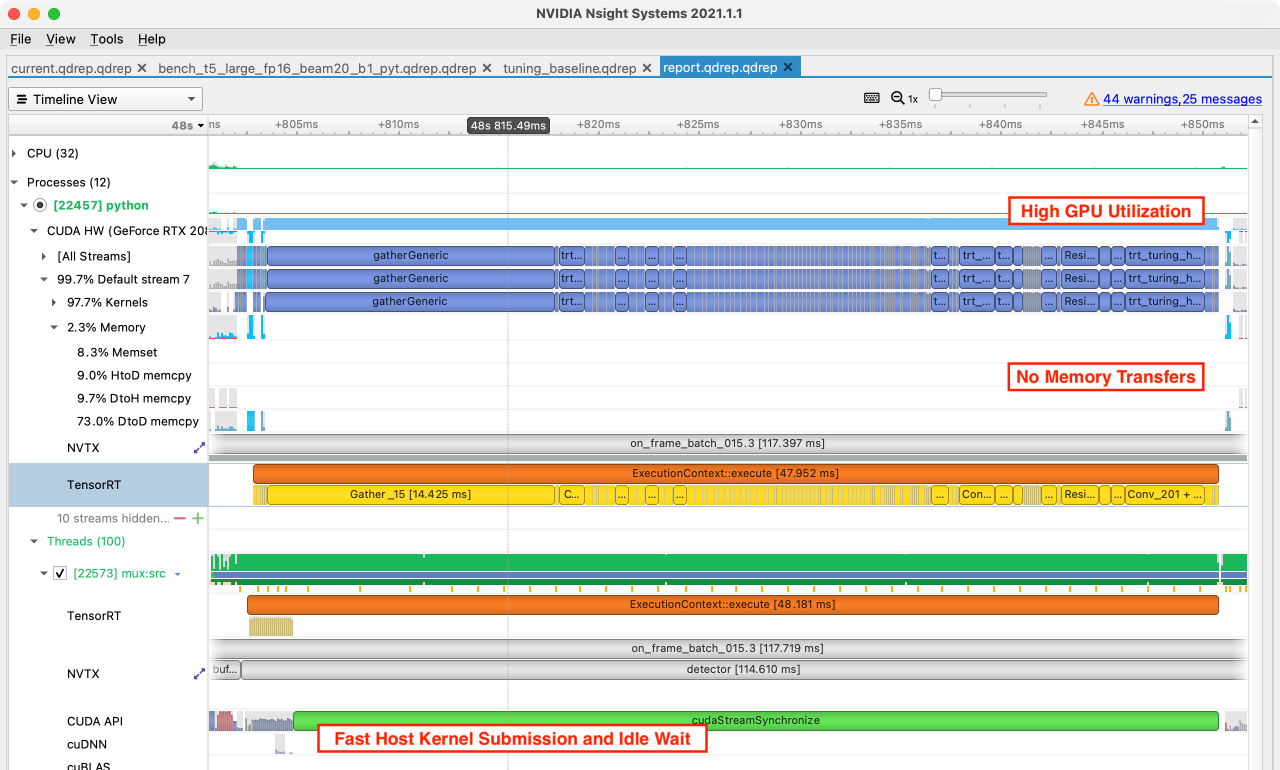 NVIDIA Nsight Systems 2021.1.1
File View Tools Help
current.qdrep.qdrep bench_t5_large_fp16_beam20_b1_pyt.qdrep.qdrep tuning_baseline.qdrep report.qdrep.qdrep
Timeline View 1x 44 warnings, 25 messages
48s ms +805ms +810ms 48s 815.49ms +820ms +825ms +830ms +835ms +840ms +845ms +850ms
CPU (32)
Processes (12)
[22457] python
High GPU Utilization
CUDA HW (GeForce RTX 208
[All Streams] gatherGeneric trt... ... ... ... t... trt_... t... ... Resi... ... trt_turing_h...
99.7% Default stream 7 gatherGeneric trt... ... ... ... t... trt_... t... ... Resi... ... trt_turing_h...
97.7% Kernels gatherGeneric trt... ... ... ... t... trt_... t... ... Resi... ... trt_turing_h...
2.3% Memory
8.3% Memset
9.0% HtoD memcpy
No Memory Transfers
9.7% DtoH memcpy
73.0% DtoD memcpy
NVTX on_frame_batch_015.3 [117.397 ms]
ExecutionContext::execute [47.952 ms]
TensorRT
Gather_15 [14.425 ms] C... ... ... ... ... Con... ... ... Resi... ... Conv_201 + ...
10 streams hidden...
Threads (100)
[22573] mux:src
ExecutionContext::execute [48.181 ms]
TensorRT
on_frame_batch_015.3 [117.719 ms]
NVTX
buf... detector [114.610 ms]
CUDA API cudaStreamSynchronize
Fast Host Kernel Submission and Idle Wait
cuDNN
cuBLAS